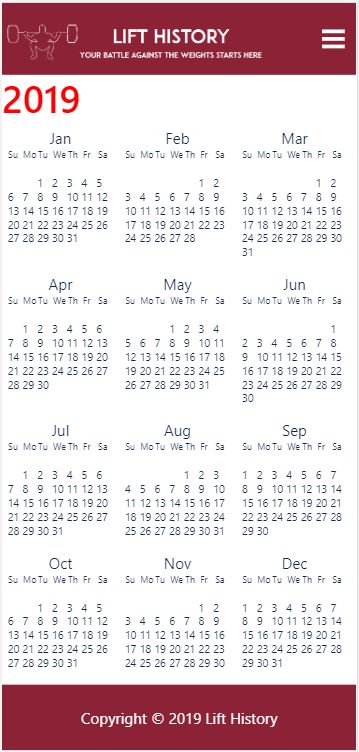 LIFT HISTORY
YOUR BATTLE AGAINST THE WEIGHTS STARTS HERE
2019
Jan
Su Mo Tu We Th Fr Sa
1 2 3 4 5
6 7 8 9 10 11 12
13 14 15 16 17 18 19
20 21 22 23 24 25 26
27 28 29 30 31
Feb
Su Mo Tu We Th Fr Sa
1 2
3 4 5 6 7 8 9
10 11 12 13 14 15 16
17 18 19 20 21 22 23
24 25 26 27 28
Mar
Su Mo Tu We Th Fr Sa
1 2
3 4 5 6 7 8 9
10 11 12 13 14 15 16
17 18 19 20 21 22 23
24 25 26 27 28 29 30
31
Apr
Su Mo Tu We Th Fr Sa
1 2 3 4 5 6
7 8 9 10 11 12 13
14 15 16 17 18 19 20
21 22 23 24 25 26 27
28 29 30
May
Su Mo Tu We Th Fr Sa
1 2 3 4
5 6 7 8 9 10 11
12 13 14 15 16 17 18
19 20 21 22 23 24 25
26 27 28 29 30 31
Jun
Su Mo Tu We Th Fr Sa
1
2 3 4 5 6 7 8
9 10 11 12 13 14 15
16 17 18 19 20 21 22
23 24 25 26 27 28 29
30
Jul
Su Mo Tu We Th Fr Sa
1 2 3 4 5 6
7 8 9 10 11 12 13
14 15 16 17 18 19 20
21 22 23 24 25 26 27
28 29 30 31
Aug
Su Mo Tu We Th Fr Sa
1 2 3
4 5 6 7 8 9 10
11 12 13 14 15 16 17
18 19 20 21 22 23 24
25 26 27 28 29 30 31
Sep
Su Mo Tu We Th Fr Sa
1 2 3 4 5 6 7
8 9 10 11 12 13 14
15 16 17 18 19 20 21
22 23 24 25 26 27 28
29 30
Oct
Su Mo Tu We Th Fr Sa
1 2 3 4 5
6 7 8 9 10 11 12
13 14 15 16 17 18 19
20 21 22 23 24 25 26
27 28 29 30 31
Nov
Su Mo Tu We Th Fr Sa
1 2
3 4 5 6 7 8 9
10 11 12 13 14 15 16
17 18 19 20 21 22 23
24 25 26 27 28 29 30
Dec
Su Mo Tu We Th Fr Sa
1 2 3 4 5 6 7
8 9 10 11 12 13 14
15 16 17 18 19 20 21
22 23 24 25 26 27 28
29 30 31
Copyright © 2019 Lift History